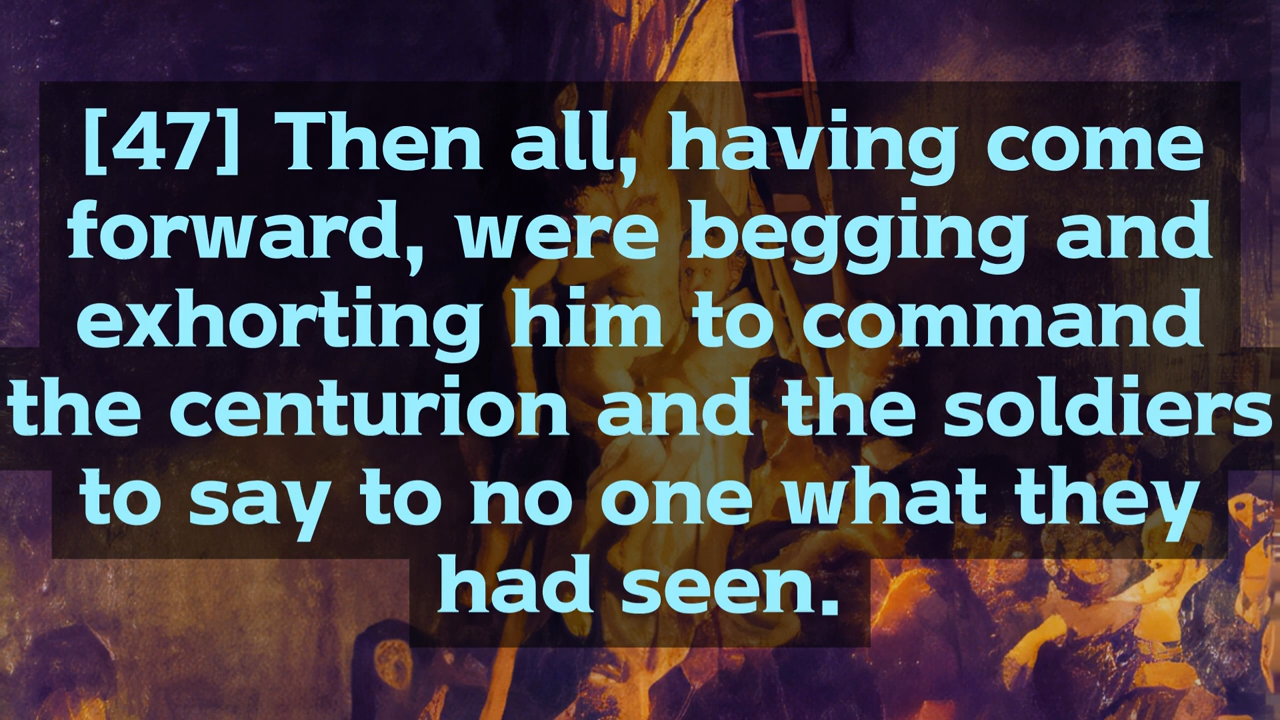 [47] Then all, having come
forward, were begging and
exhorting him to command
the centurion and the soldiers
to say to no one what they
had seen.